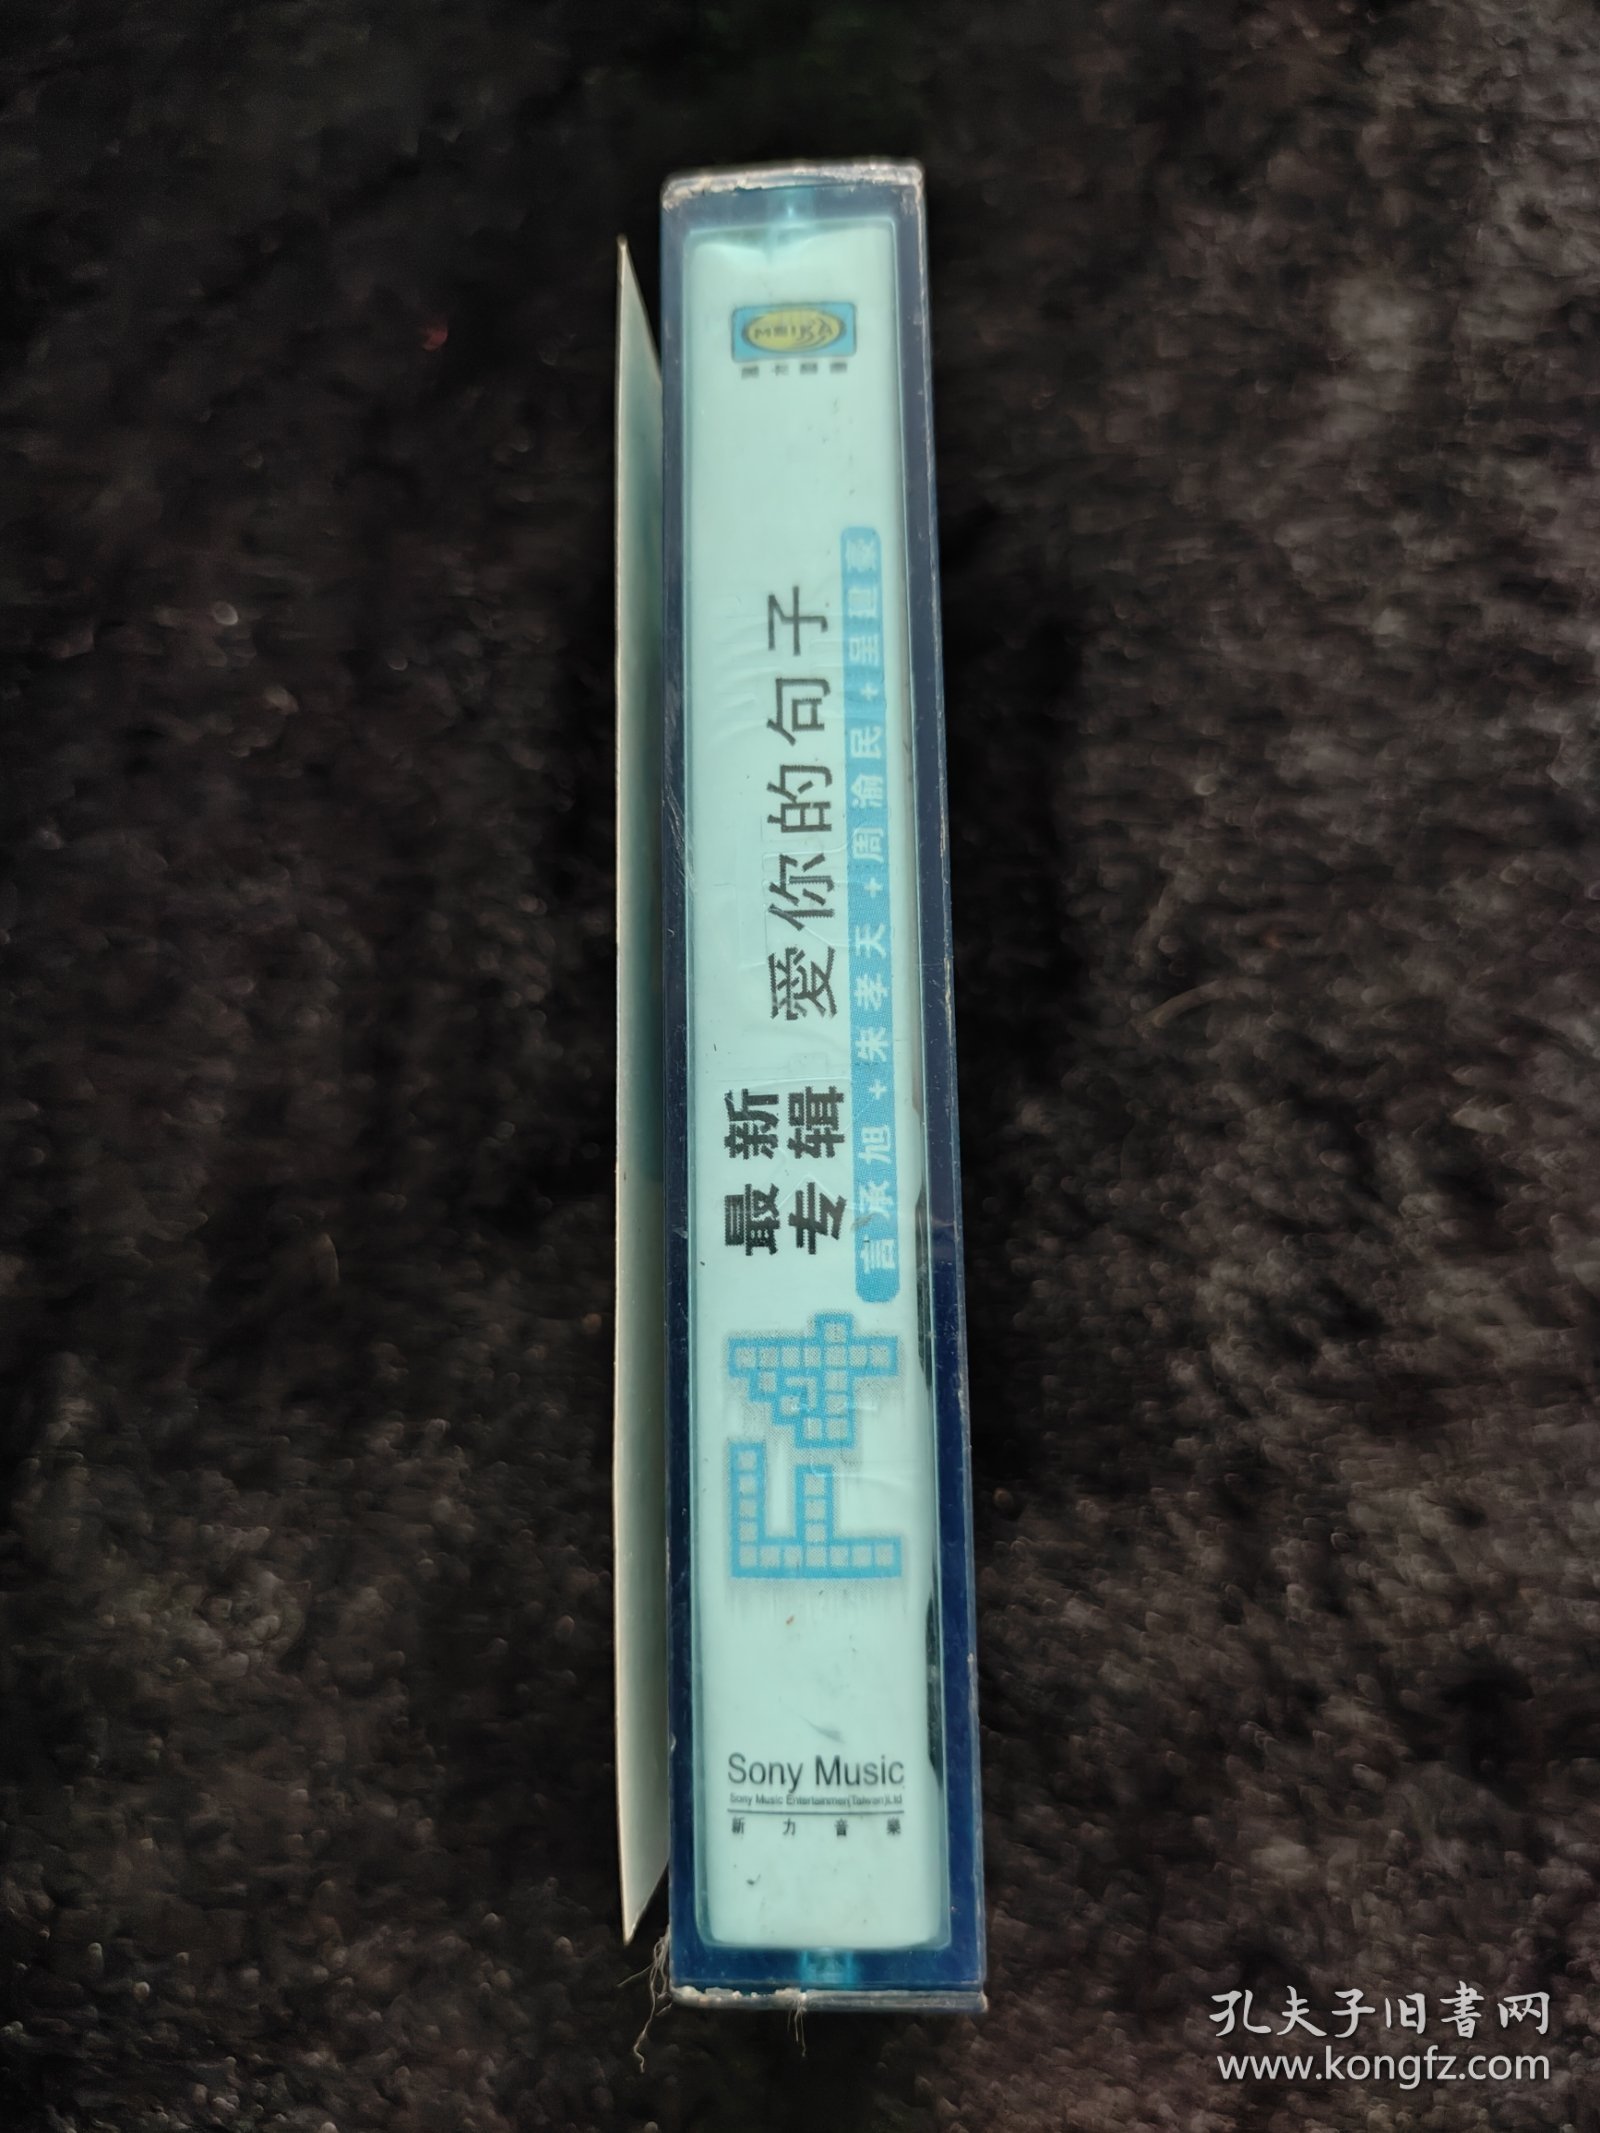 MEIKA
F4
最新
专辑
爱你的句子
言承旭+朱孝天+周渝民+吴建豪
Sony Music
Sony Music Entertainment(Taiwan)Ltd
新力音樂
孔夫子旧書网
www.kongfz.com